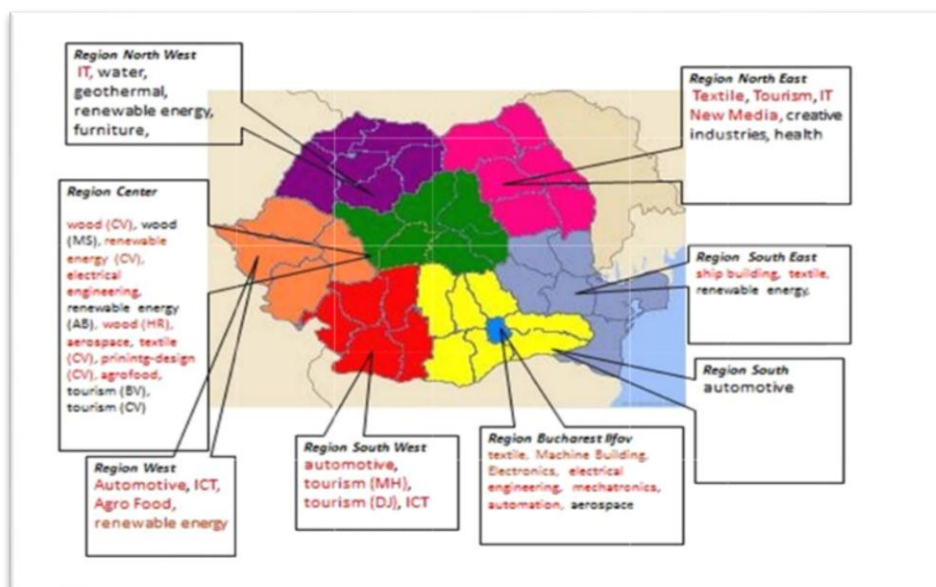 Region North West
IT, water,
geothermal,
renewable energy,
furniture,
Region North East
Textile, Tourism, IT
New Media, creative
industries, health
Region Center
wood (CV), wood
(MS), renewable
energy (CV),
electrical
engineering,
renewable energy
(AB), wood (HR),
aerospace, textile
(CV), prinintg-design
(CV), agrofood,
tourism (BV),
tourism (CV)
Region South East
ship building, textile,
renewable energy,
Region South
automotive
Region West
Automotive, ICT,
Agro Food,
renewable energy
Region South West
automotive,
tourism (MH),
tourism (DJ), ICT
Region Bucharest Ilfov
textile, Machine Building,
Electronics, electrical
engineering, mechatronics,
automation, aerospace